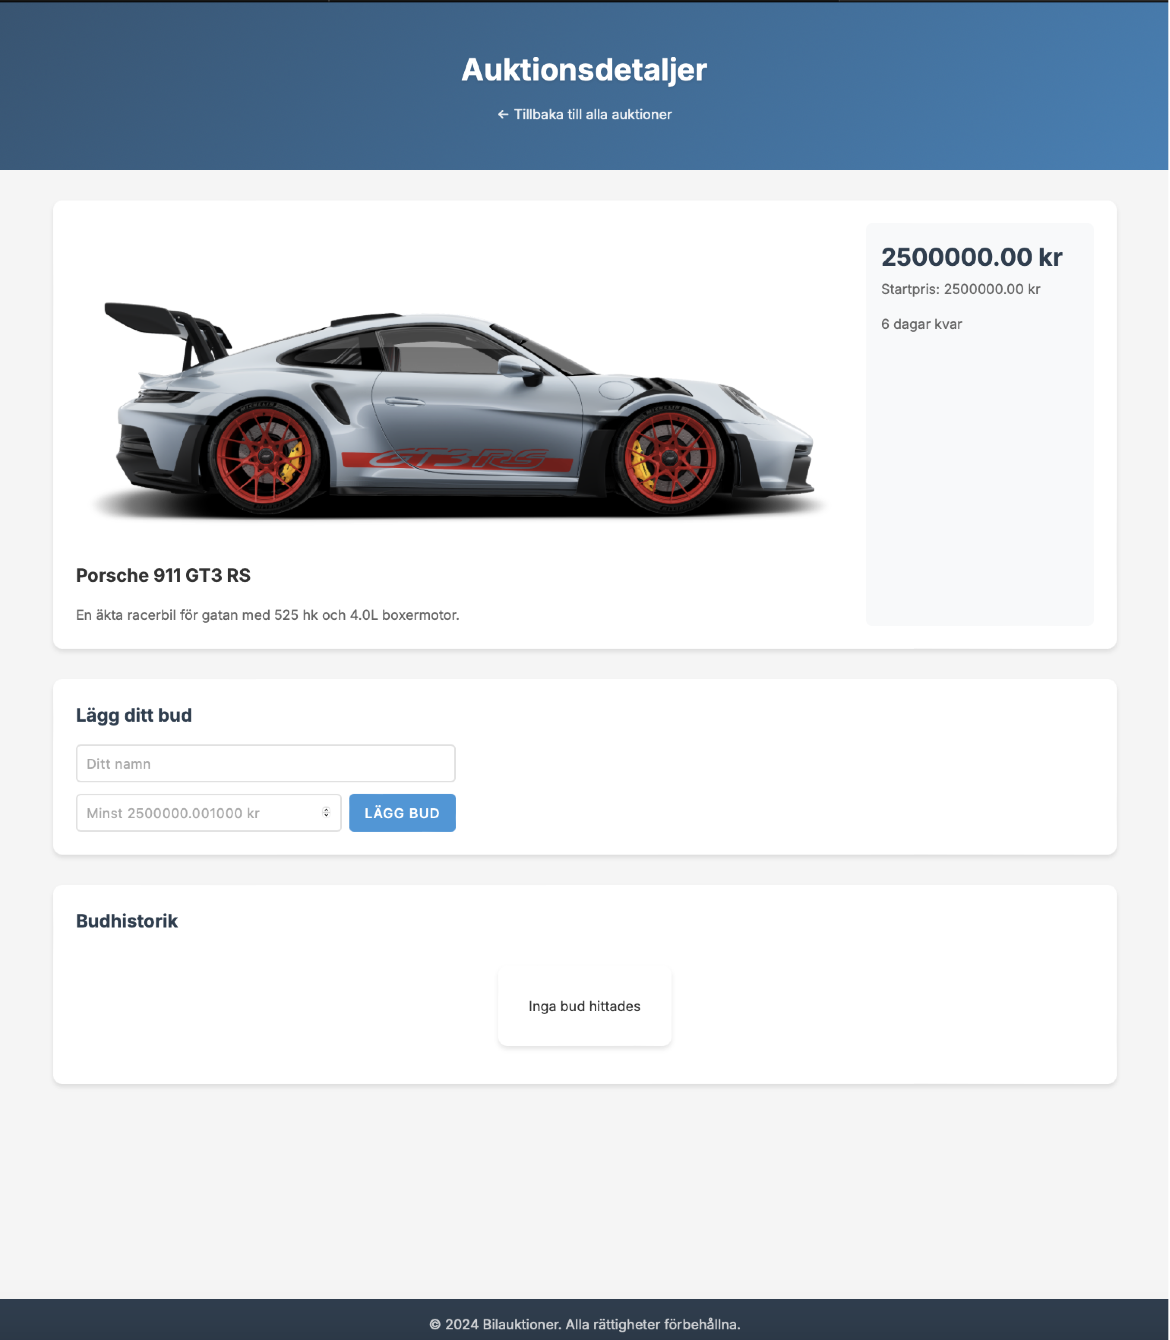 Auktionsdetaljer
← Tillbaka till alla auktioner
2500000.00 kr
Startpris: 2500000.00 kr
6 dagar kvar
GT3 RS
Porsche 911 GT3 RS
En äkta racerbil för gatan med 525 hk och 4.0L boxermotor.
Lägg ditt bud
Ditt namn
Minst 2500000.001000 kr
LÄGG BUD
Budhistorik
Inga bud hittades
© 2024 Bilauktioner. Alla rättigheter förbehållna.